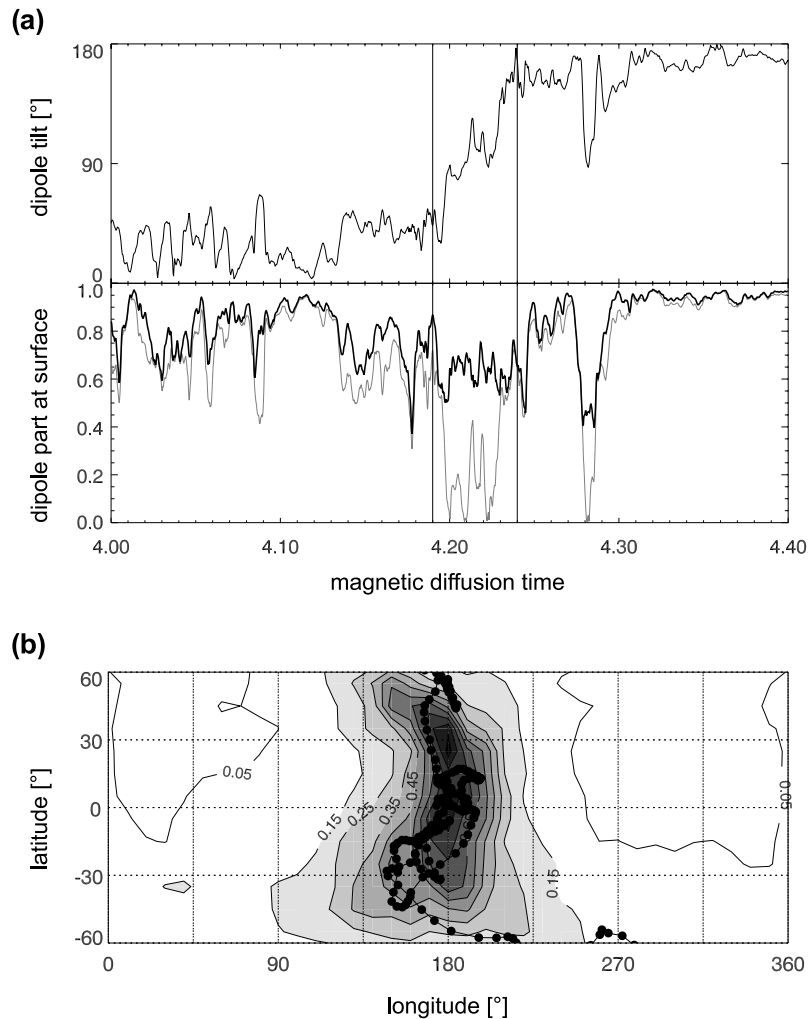 (a)
180
90
0
dipole tilt [°]
1.0
0.8
0.6
0.4
0.2
0.0
dipole part at surface
4.00 4.10 4.20 4.30 4.40
magnetic diffusion time
(b)
60
30
0
-30
-60
latitude [°]
0.05
0.15
0.25
0.35
0.45
0.15
0.05
0 90 180 270 360
longitude [°]